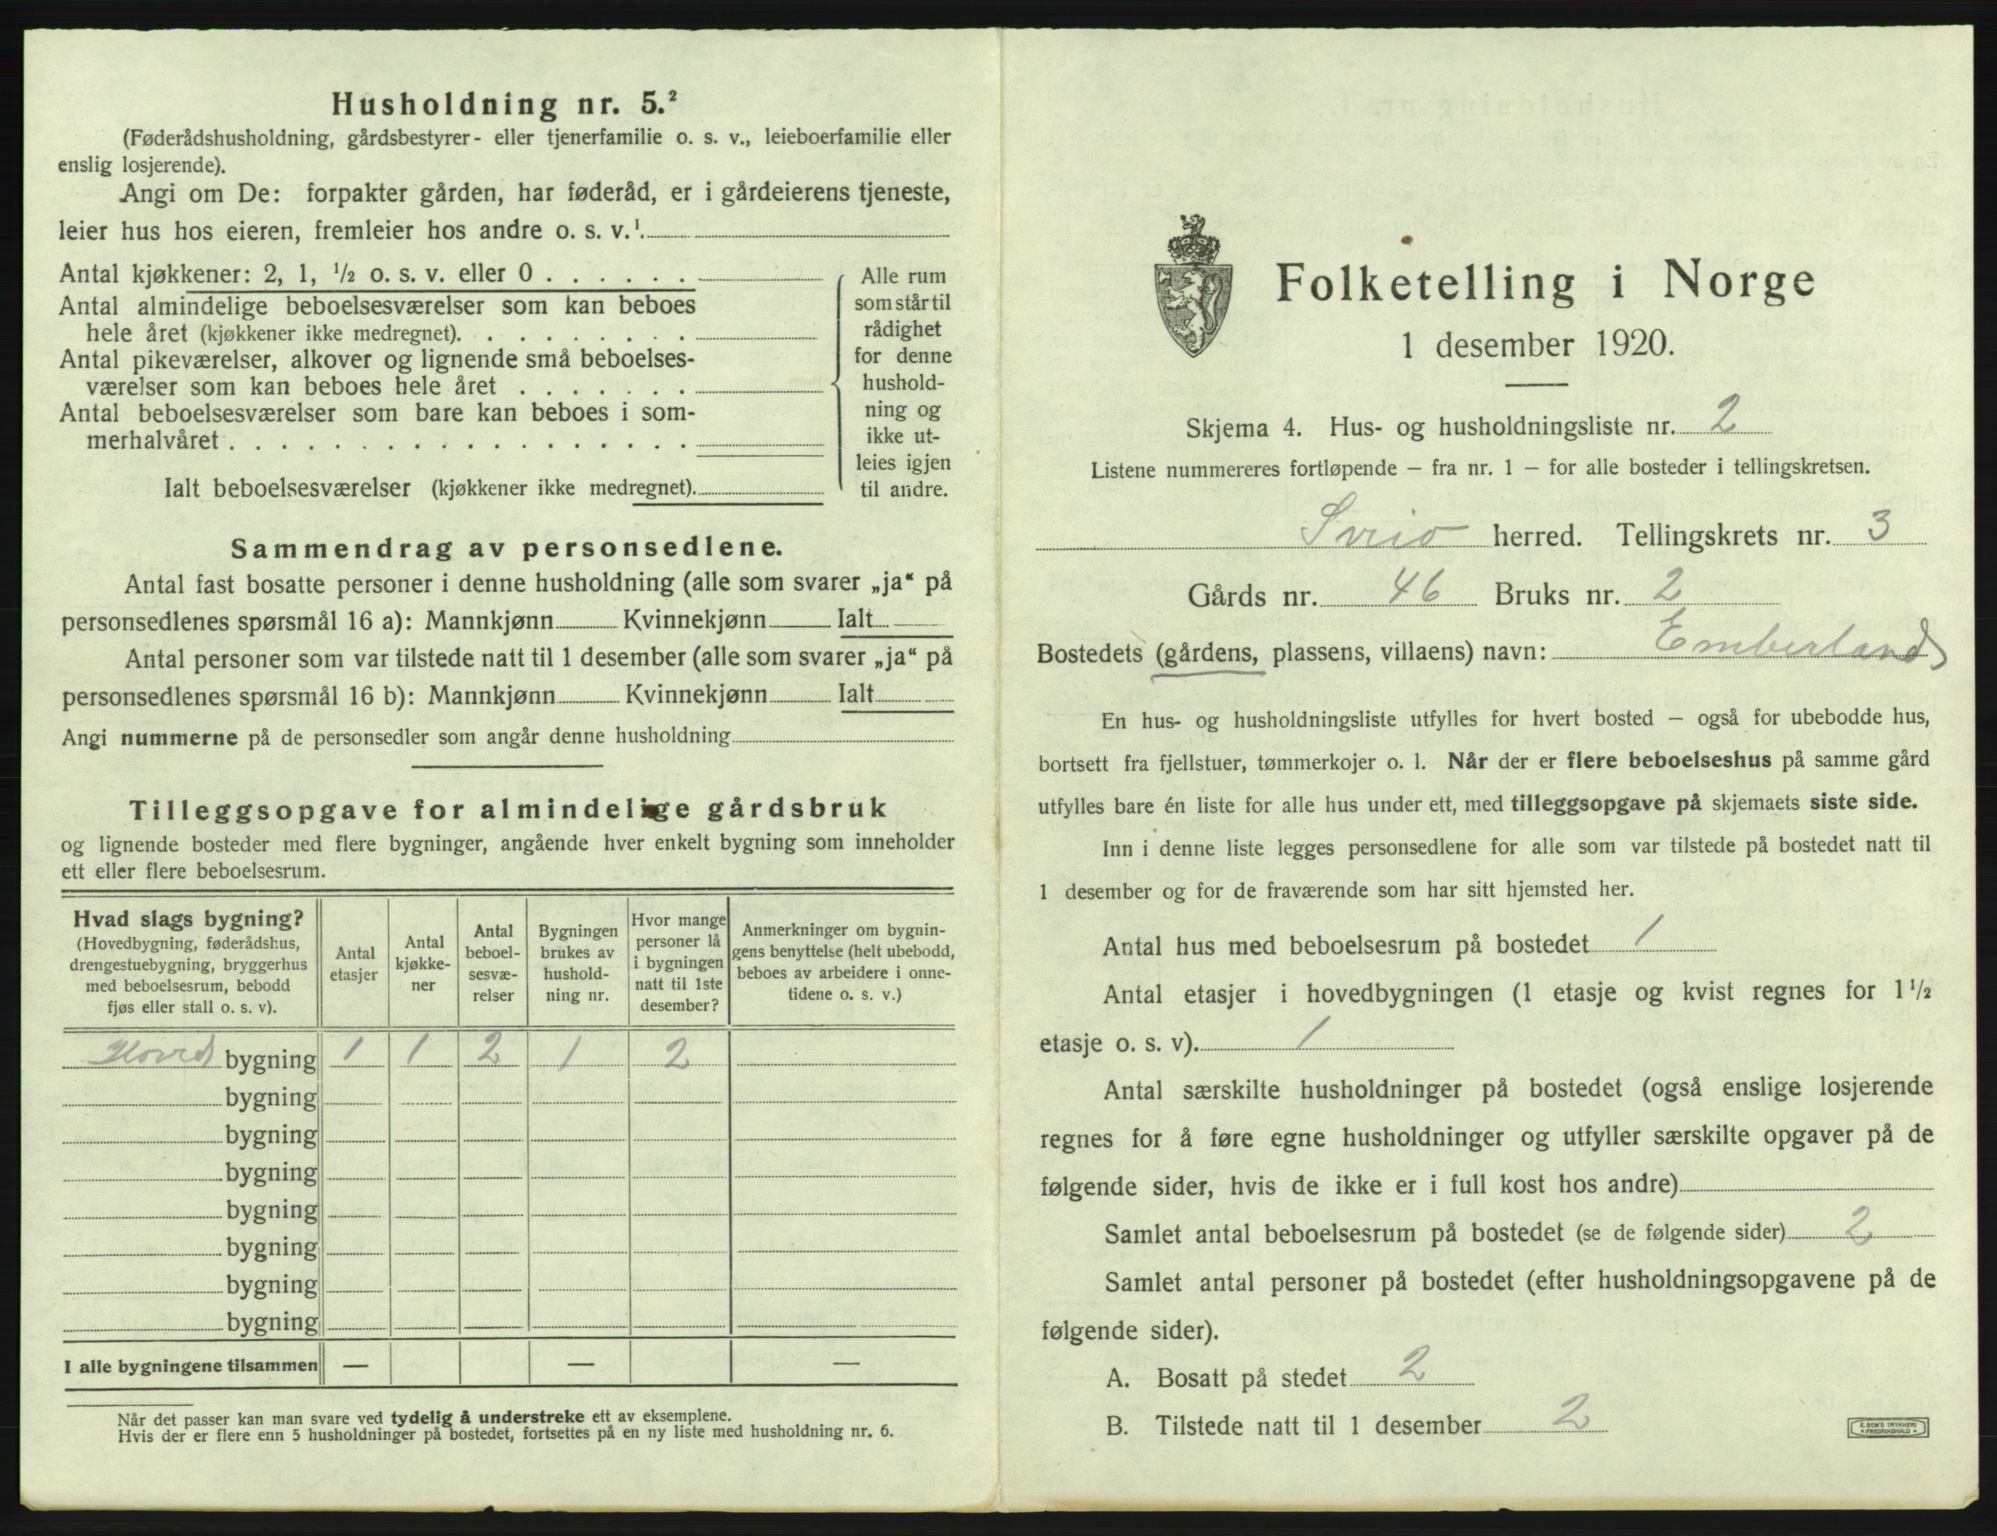 Husholdning nr. 5.²
(Føderådshusholdning, gårdsbestyrer- eller tjenerfamilie o. s. v., leieboerfamilie eller
enslig losjerende).
Angi om De: forpakter gården, har føderåd, er i gårdeierens tjeneste,
leier hus hos eieren, fremleier hos andre o. s. v.¹.
Antal kjøkkener: 2, 1, ½ o. s. v. eller 0 . . . . . .
Antal almindelige beboelsesværelser som kan beboes
hele året (kjøkkener ikke medregnet). . . . . . . . .
Antal pikeværelser, alkover og lignende små beboelses-
værelser som kan beboes hele året . . . . . . .
Antal beboelsesværelser som bare kan beboes i som-
merhalvåret . . . . . . . . . . . . . . . . .
Ialt beboelsesværelser (kjøkkener ikke medregnet).
Alle rum
som står til
rådighet
for denne
hushold-
ning og
ikke ut-
leies igjen
til andre.
Sammendrag av personsedlene.
Antal fast bosatte personer i denne husholdning (alle som svarer „ja“ på
personsedlenes spørsmål 16 a): Mannkjønn Kvinnekjønn Ialt
Antal personer som var tilstede natt til 1 desember (alle som svarer „ja“ på
personsedlenes spørsmål 16 b): Mannkjønn Kvinnekjønn Ialt
Angi nummerne på de personsedler som angår denne husholdning
Tilleggsopgave for almindelige gårdsbruk
og lignende bosteder med flere bygninger, angående hver enkelt bygning som inneholder
ett eller flere beboelsesrum.
Hvad slags bygning?
(Hovedbygning, føderådshus,
drengestuebygning, bryggerhus
med beboelsesrum, bebodd
fjøs eller stall o. s. v).
Antal
etasjer
Antal
kjøkke-
ner
Antal
beboel-
sesvæ-
relser
Bygningen
brukes av
hushold-
ning nr.
Hvor mange
personer lå
i bygningen
natt til 1ste
desember?
Anmerkninger om bygnin-
gens benyttelse (helt ubebodd,
beboes av arbeidere i onne-
tidene o. s. v.)
Hoved bygning 1 1 2 1 2
bygning
bygning
bygning
bygning
bygning
bygning
bygning
I alle bygningene tilsammen — — —
Når det passer kan man svare ved tydelig å understreke ett av eksemplene.
Hvis der er flere enn 5 husholdninger på bostedet, fortsettes på en ny liste med husholdning nr. 6.
Folketelling i Norge
1 desember 1920.
Skjema 4. Hus- og husholdningsliste nr. 2
Listene nummereres fortløpende – fra nr. 1 – for alle bosteder i tellingskretsen.
Sveio herred. Tellingskrets nr. 3
Gårds nr. 46 Bruks nr. 2
Bostedets (gårdens, plassens, villaens) navn: Emberland
En hus- og husholdningsliste utfylles for hvert bosted – også for ubebodde hus,
bortsett fra fjellstuer, tømmerkojer o. l. Når der er flere beboelseshus på samme gård
utfylles bare én liste for alle hus under ett, med tilleggsopgave på skjemaets siste side.
Inn i denne liste legges personsedlene for alle som var tilstede på bostedet natt til
1 desember og for de fraværende som har sitt hjemsted her.
Antal hus med beboelsesrum på bostedet 1
Antal etasjer i hovedbygningen (1 etasje og kvist regnes for 1½
etasje o. s. v). 1
Antal særskilte husholdninger på bostedet (også enslige losjerende
regnes for å føre egne husholdninger og utfyller særskilte opgaver på de
følgende sider, hvis de ikke er i full kost hos andre)
Samlet antal beboelsesrum på bostedet (se de følgende sider) 2
Samlet antal personer på bostedet (efter husholdningsopgavene på de
følgende sider).
A. Bosatt på stedet 2
B. Tilstede natt til 1 desember 2
E. SEM'S TRYKKERI
• FREDRIKSHALD •